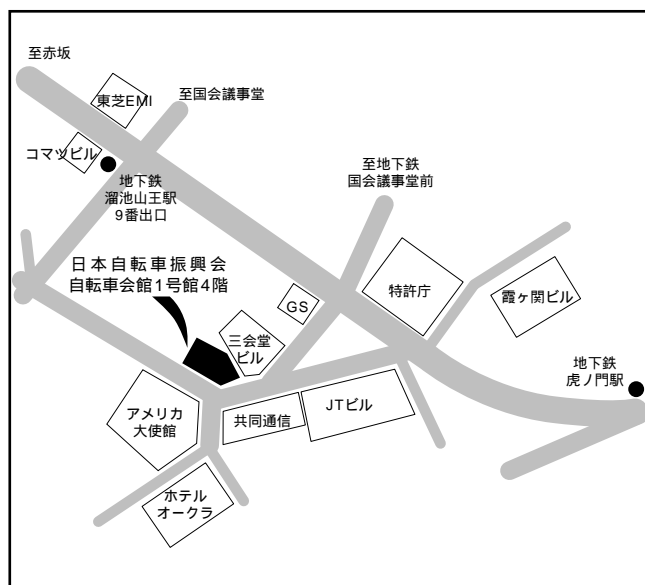 至赤坂
東芝EMI
至国会議事堂
コマツビル
地下鉄
溜池山王駅
9番出口
至地下鉄
国会議事堂前
日本自転車振興会
自転車会館1号館4階
特許庁
霞ヶ関ビル
GS
三会堂
ビル
地下鉄
虎ノ門駅
アメリカ
大使館
共同通信
JTビル
ホテル
オークラ